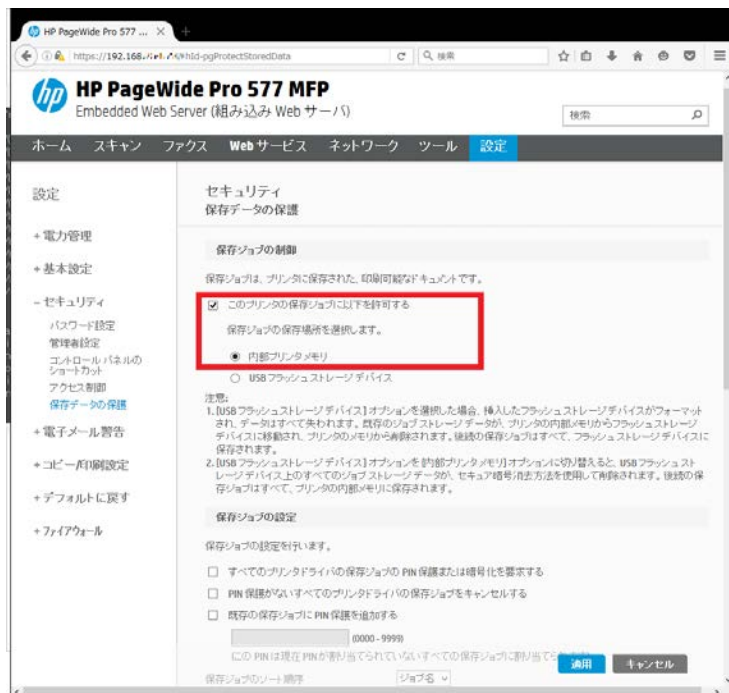 HP PageWide Pro 577 ...
https://192.168.
hId-pgProtectStoredData
検索
hp
HP PageWide Pro 577 MFP
Embedded Web Server (組み込み Web サーバ)
検索
ホーム スキャン ファクス Web サービス ネットワーク ツール 設定
設定
+ 電力管理
+ 基本設定
- セキュリティ
パスワード設定
管理者設定
コントロール パネルの
ショートカット
アクセス制御
保存データの保護
+ 電子メール警告
+ コピー/印刷設定
+ デフォルトに戻す
+ ファイアウォール
セキュリティ
保存データの保護
保存ジョブの制御
保存ジョブは、プリンタに保存された、印刷可能なドキュメントです。
このプリンタの保存ジョブに以下を許可する
保存ジョブの保存場所を選択します。
内部プリンタメモリ
USB フラッシュストレージ デバイス
注意:
1. [USB フラッシュストレージ デバイス] オプションを選択した場合、挿入したフラッシュストレージ デバイスがフォーマット
され、データはすべて失われます。既存のジョブ ストレージ データが、プリンタの内部メモリからフラッシュストレージ
デバイスに移動され、プリンタのメモリから削除されます。後続の保存ジョブはすべて、フラッシュストレージ デバイスに
保存されます。
2. [USB フラッシュストレージ デバイス] オプションを [内部プリンタメモリ] オプションに切り替えると、USB フラッシュスト
レージ デバイス上のすべてのジョブ ストレージ データが、セキュア暗号消去方法を使用して削除されます。後続の保
存ジョブはすべて、プリンタの内部メモリに保存されます。
保存ジョブの設定
保存ジョブの設定を行います。
すべてのプリンタドライバの保存ジョブの PIN 保護または暗号化を要求する
PIN 保護がないすべてのプリンタドライバの保存ジョブをキャンセルする
既存の保存ジョブに PIN 保護を追加する
(0000 - 9999)
(この PIN は現在 PIN が割り当てられていないすべての保存ジョブに割り当てら
適用 キャンセル
保存ジョブのソート順序 ジョブ名